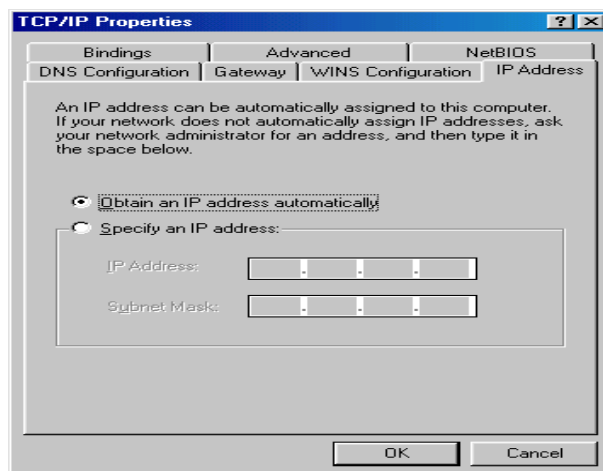 TCP/IP Properties
Bindings Advanced NetBIOS
DNS Configuration Gateway WINS Configuration IP Address
An IP address can be automatically assigned to this computer.
If your network does not automatically assign IP addresses, ask
your network administrator for an address, and then type it in
the space below.
Obtain an IP address automatically
Specify an IP address:
IP Address:
Subnet Mask:
OK Cancel